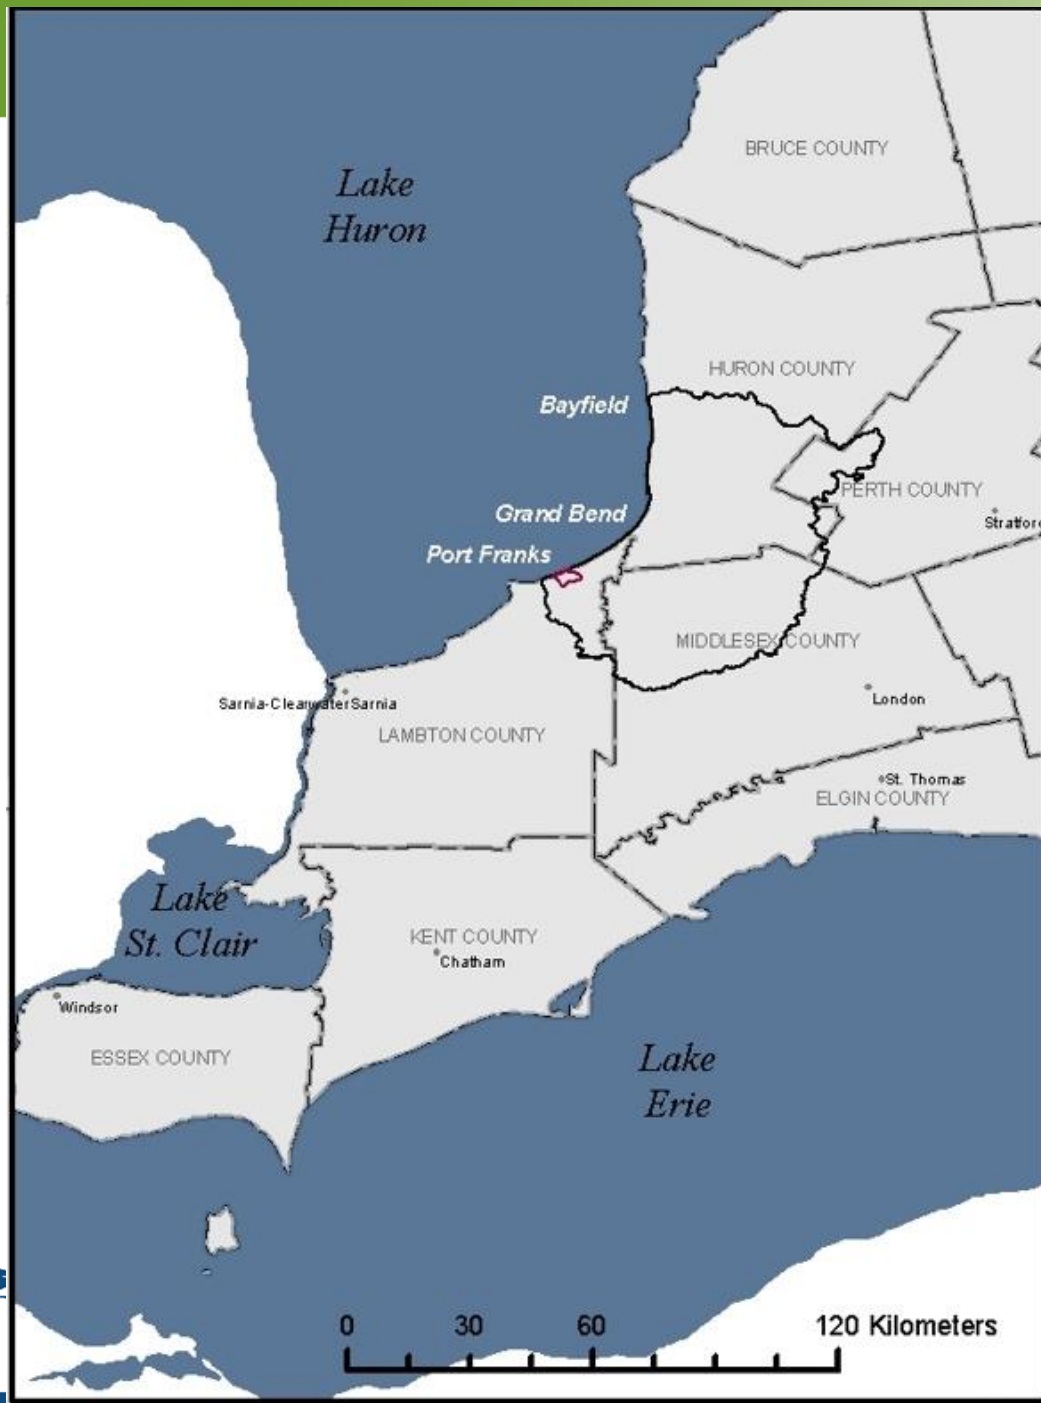 BRUCE COUNTY
Lake
Huron
HURON COUNTY
Bayfield
PERTH COUNTY
Grand Bend
Port Franks
MIDDLESEX COUNTY
London
Sarnia-Clearwater
Sarnia
LAMBTON COUNTY
St. Thomas
ELGIN COUNTY
Lake
St. Clair
KENT COUNTY
Chatham
Windsor
ESSEX COUNTY
Lake
Erie
0 30 60 120 Kilometers